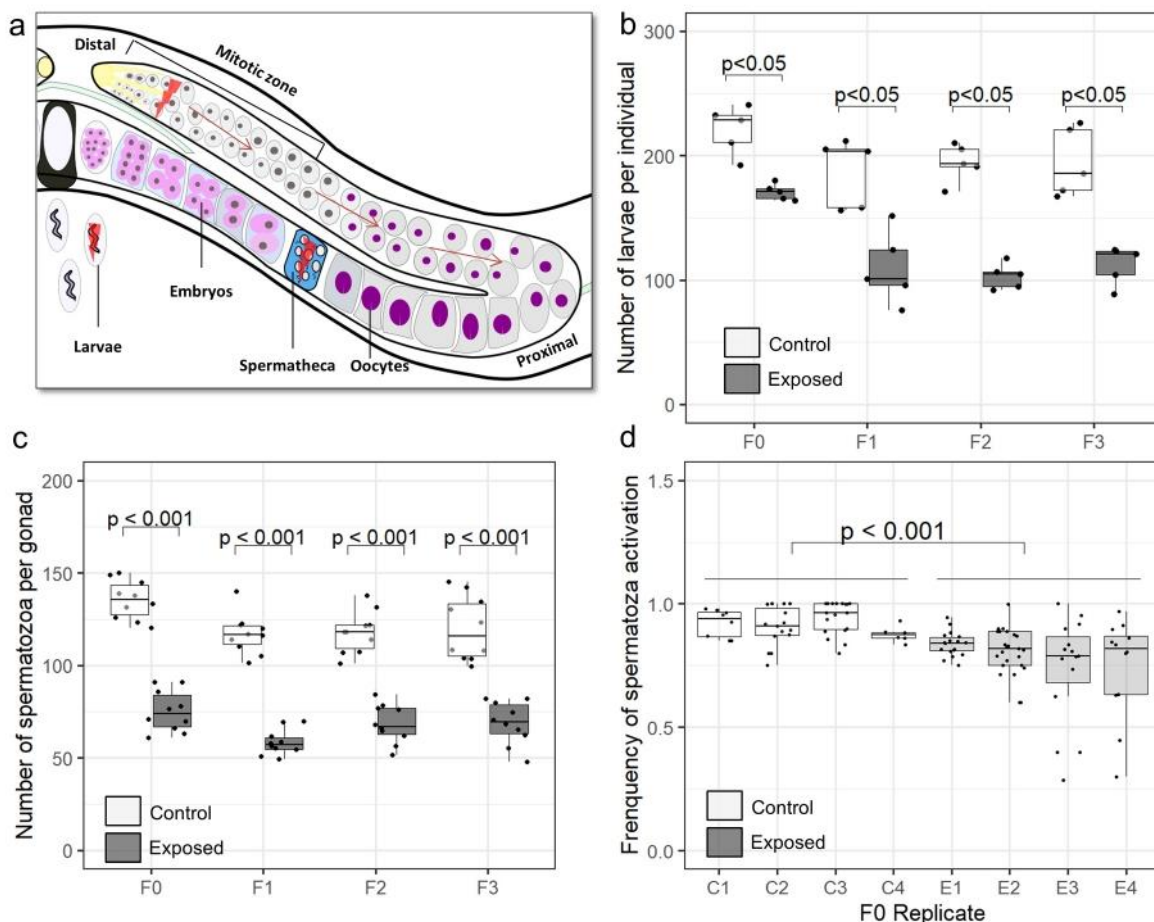 a
Distal
Mitotic zone
Embryos
Larvae
Spermatheca
Oocytes
Proximal
b
Number of larvae per individual
300
200
100
0
p<0.05
p<0.05
p<0.05
p<0.05
Control
Exposed
F0
F1
F2
F3
c
Number of spermatozoa per gonad
200
150
100
50
0
p < 0.001
p < 0.001
p < 0.001
p < 0.001
Control
Exposed
F0
F1
F2
F3
d
Frenquency of spermatoza activation
1.5
1.0
0.5
0.0
p < 0.001
Control
Exposed
C1
C2
C3
C4
E1
E2
E3
E4
F0 Replicate